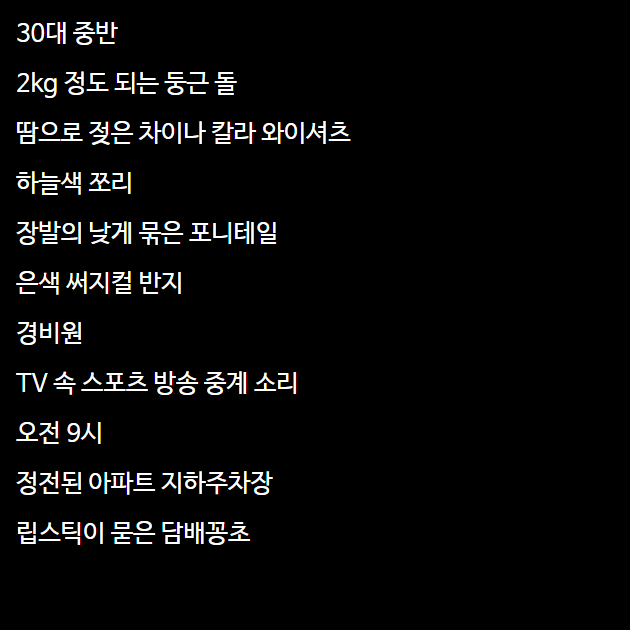 30대 중반
2kg 정도 되는 둥근 돌
땀으로 젖은 차이나 칼라 와이셔츠
하늘색 쪼리
장발의 낮게 묶은 포니테일
은색 써지컬 반지
경비원
TV 속 스포츠 방송 중계 소리
오전 9시
정전된 아파트 지하주차장
립스틱이 묻은 담배꽁초